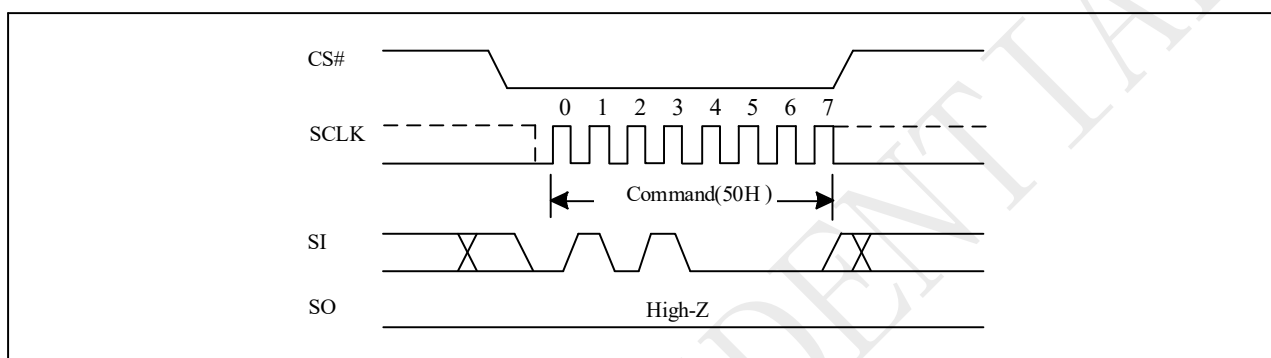 CS#
0 1 2 3 4 5 6 7
SCLK
Command(50H )
SI
SO
High-Z